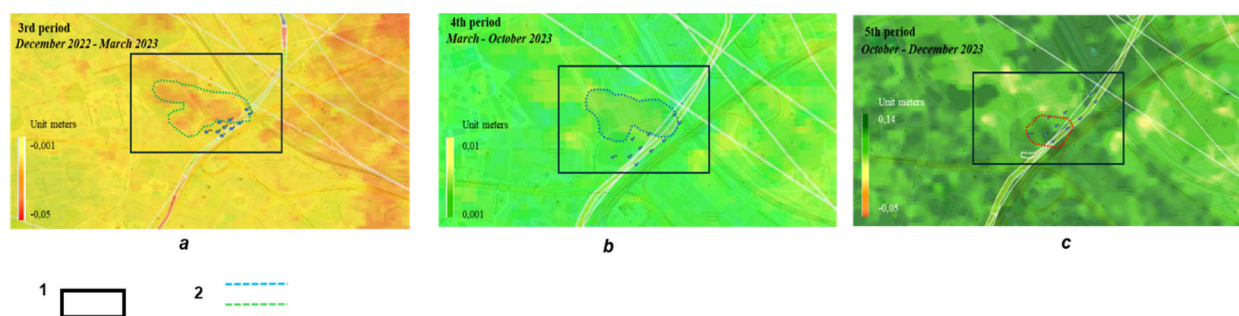 3rd period
December 2022 - March 2023
Unit meters
-0,001
-0,05
a
4th period
March - October 2023
Unit meters
0,01
0,001
b
5th period
October - December 2023
Unit meters
0,14
-0,05
c
1
2